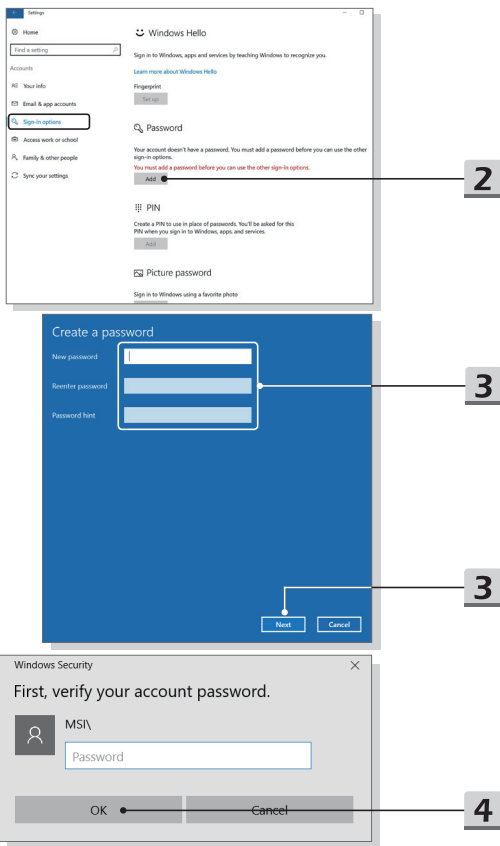 Settings
Home
Find a setting
Accounts
Your info
Email & app accounts
Sign-in options
Access work or school
Family & other people
Sync your settings
Windows Hello
Sign in to Windows, apps and services by teaching Windows to recognize you.
Learn more about Windows Hello
Fingerprint
Set up
Password
Your account doesn't have a password. You must add a password before you can use the other
sign-in options.
You must add a password before you can use the other sign-in options.
Add
2
PIN
Create a PIN to use in place of passwords. You'll be asked for this
PIN when you sign in to Windows, apps, and services.
Add
Picture password
Sign in to Windows using a favorite photo
Create a password
New password
Reenter password
3
Password hint
3
Next Cancel
Windows Security
First, verify your account password.
MSI\
Password
OK Cancel
4